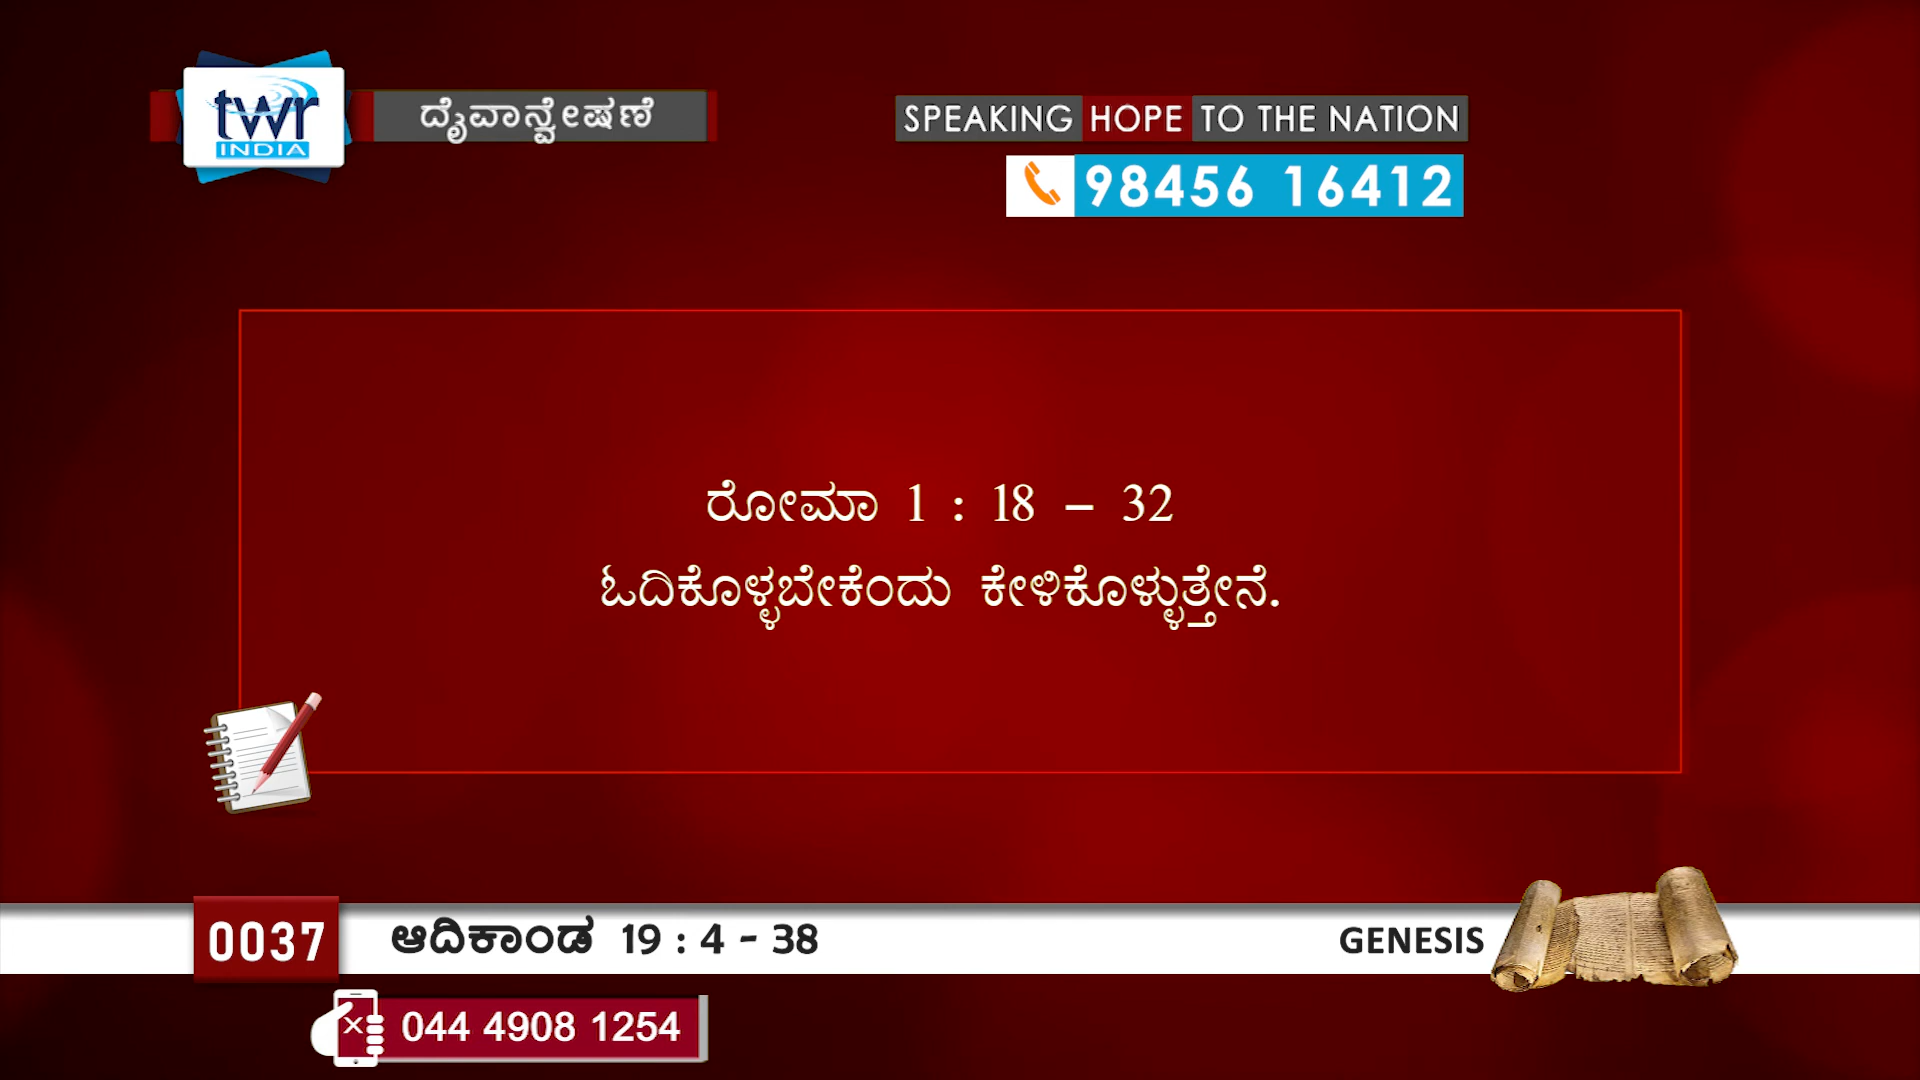 twr
INDIA
ದೈವಾನ್ವೇಷಣೆ
SPEAKING HOPE TO THE NATION
98456 16412
ರೋಮಾ 1 : 18 – 32
ಓದಿಕೊಳ್ಳಬೇಕೆಂದು ಕೇಳಿಕೊಳ್ಳುತ್ತೇನೆ.
0037
ಆದಿಕಾಂಡ 19 : 4 - 38
GENESIS
044 4908 1254